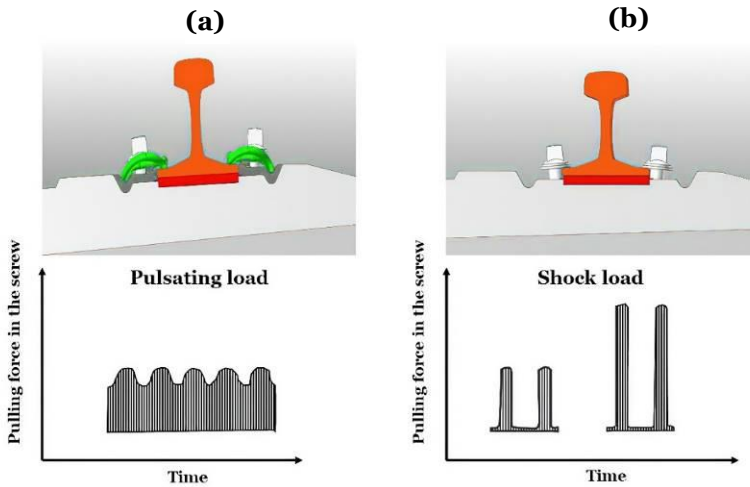 (a)
(b)
Pulsating load
Shock load
Pulling force in the screw
Pulling force in the screw
Time
Time